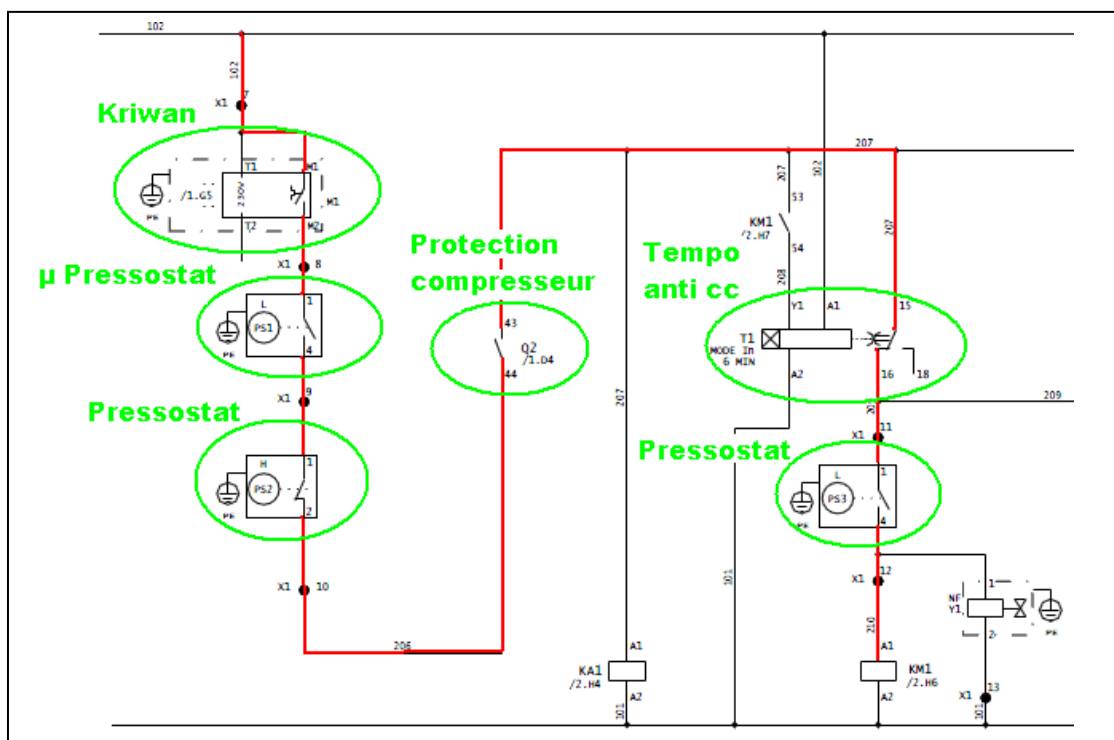 102
102
X1 7
Kriwan
T1 M1
/1.G5 230V M1
PE
T2 M2
X1 8
µ Pressostat
L 1
PS1
PE 4
X1 9
Pressostat
H 1
PS2
PE 2
X1 10
206
Protection
compresseur
43
Q2
/1.D4
44
207
207
KA1
/2.H4
A1
A2
101
207
102
53
KM1
/2.H7
54
208
207
Tempo
anti cc
Y1 A1
15
T1
MODE In
6 MIN
A2
16 18
209
X1 11
Pressostat
L 1
PS3
PE 4
X1 12
101
210
A1
KM1
/2.H6
A2
1
NF
Y1
PE
2
X1 13
101